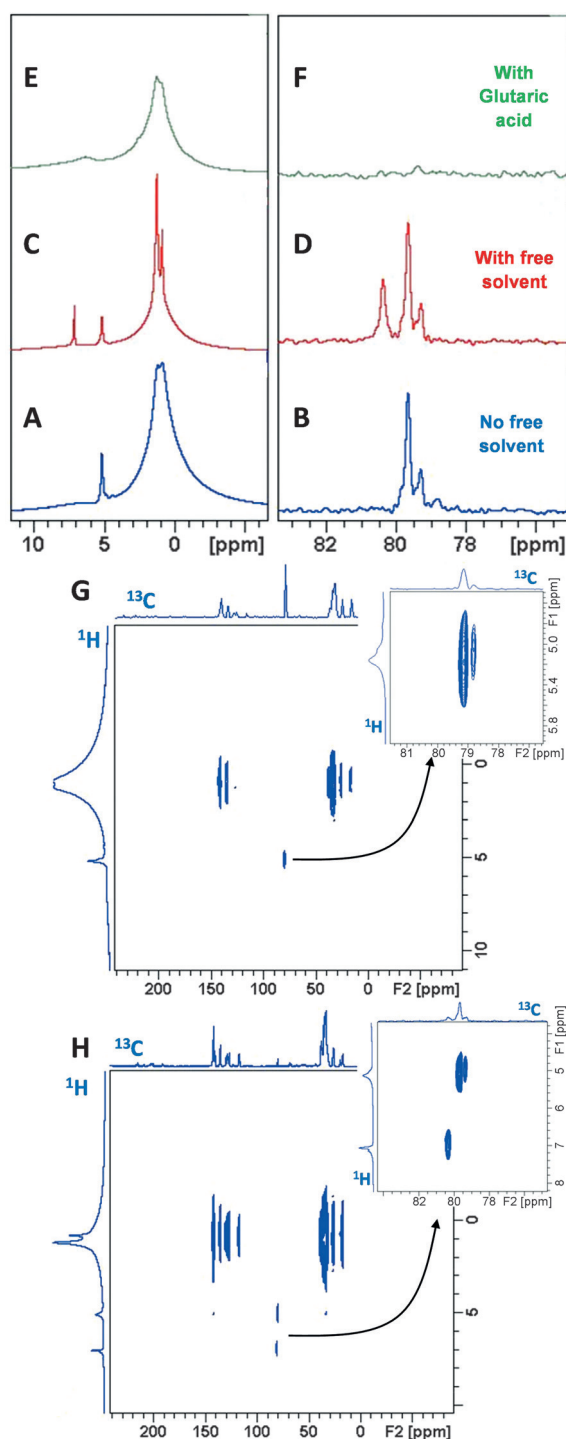 E
F
With
Glutaric
acid
C
D
With free
solvent
A
B
No free
solvent
10 5 0 [ppm]
82 80 78 [ppm]
G
13C
1H
13C
F1 [ppm]
5.0
5.4
5.8
1H
81 80 79 78 77 F2 [ppm]
0
5
10
200 150 100 50 0 F2 [ppm]
H
13C
1H
13C
F1 [ppm]
5
6
7
8
1H
82 80 78 F2 [ppm]
0
5
200 150 100 50 0 F2 [ppm]